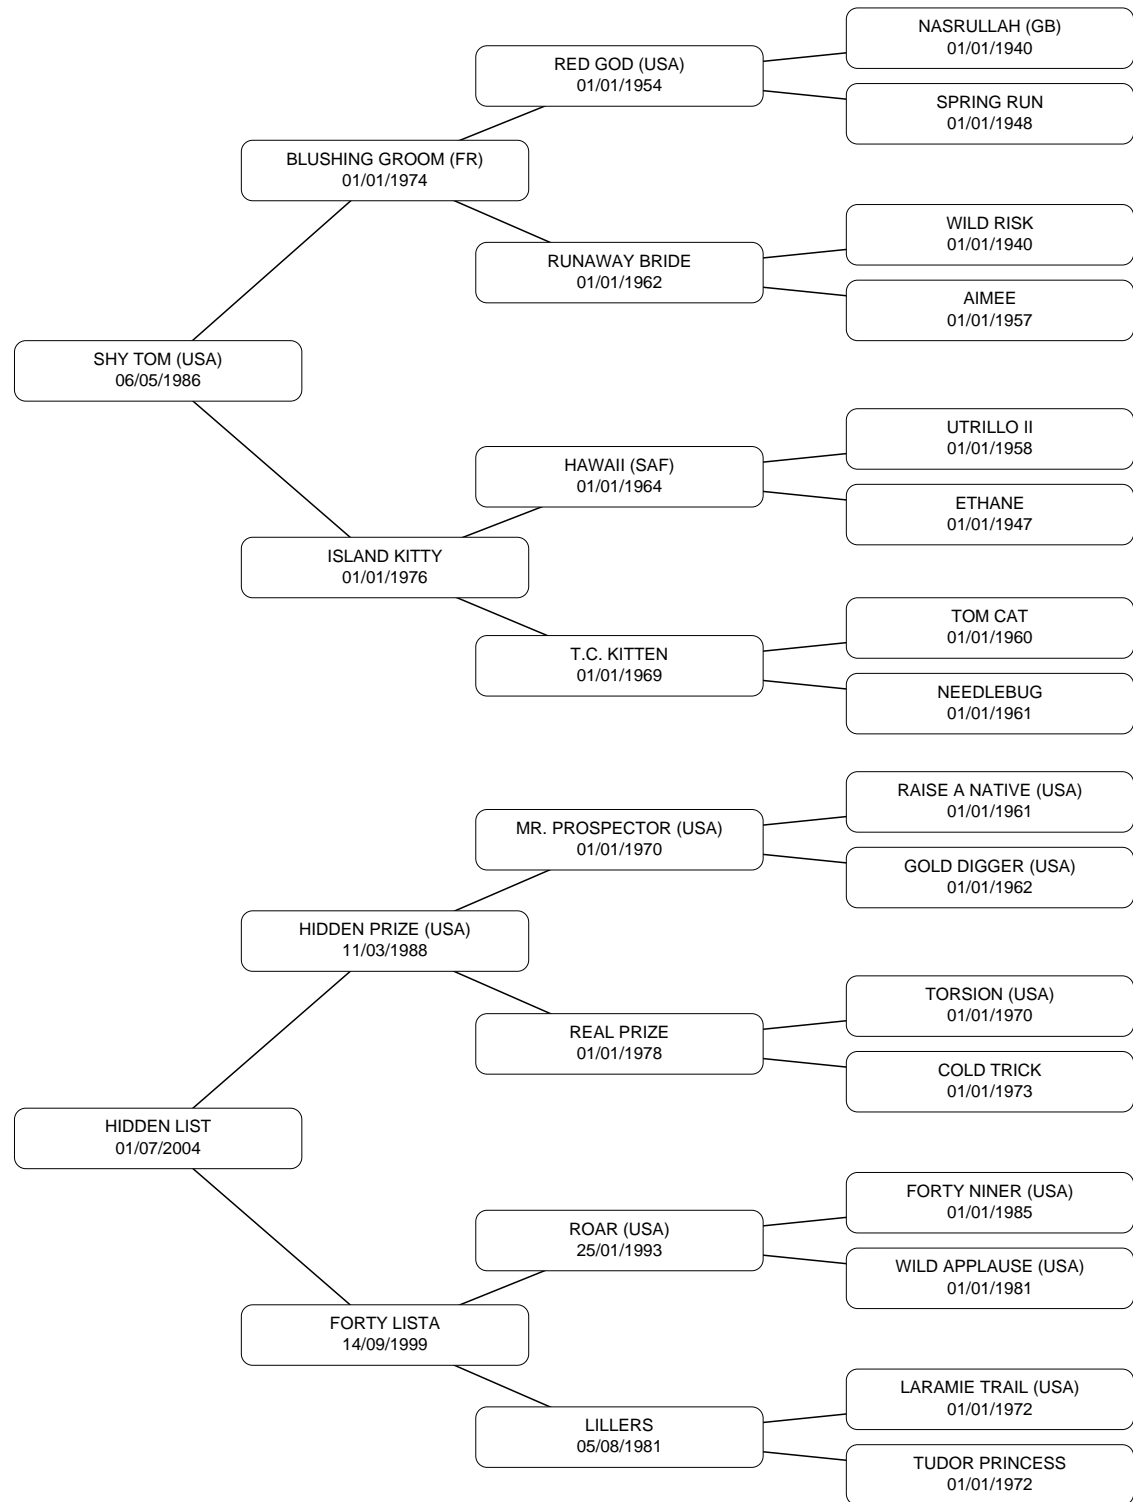 NASRULLAH (GB)
01/01/1940
RED GOD (USA)
01/01/1954
SPRING RUN
01/01/1948
BLUSHING GROOM (FR)
01/01/1974
WILD RISK
01/01/1940
RUNAWAY BRIDE
01/01/1962
AIMEE
01/01/1957
SHY TOM (USA)
06/05/1986
UTRILLO II
01/01/1958
HAWAII (SAF)
01/01/1964
ETHANE
01/01/1947
ISLAND KITTY
01/01/1976
TOM CAT
01/01/1960
T.C. KITTEN
01/01/1969
NEEDLEBUG
01/01/1961
RAISE A NATIVE (USA)
01/01/1961
MR. PROSPECTOR (USA)
01/01/1970
GOLD DIGGER (USA)
01/01/1962
HIDDEN PRIZE (USA)
11/03/1988
TORSION (USA)
01/01/1970
REAL PRIZE
01/01/1978
COLD TRICK
01/01/1973
HIDDEN LIST
01/07/2004
FORTY NINER (USA)
01/01/1985
ROAR (USA)
25/01/1993
WILD APPLAUSE (USA)
01/01/1981
FORTY LISTA
14/09/1999
LARAMIE TRAIL (USA)
01/01/1972
LILLERS
05/08/1981
TUDOR PRINCESS
01/01/1972